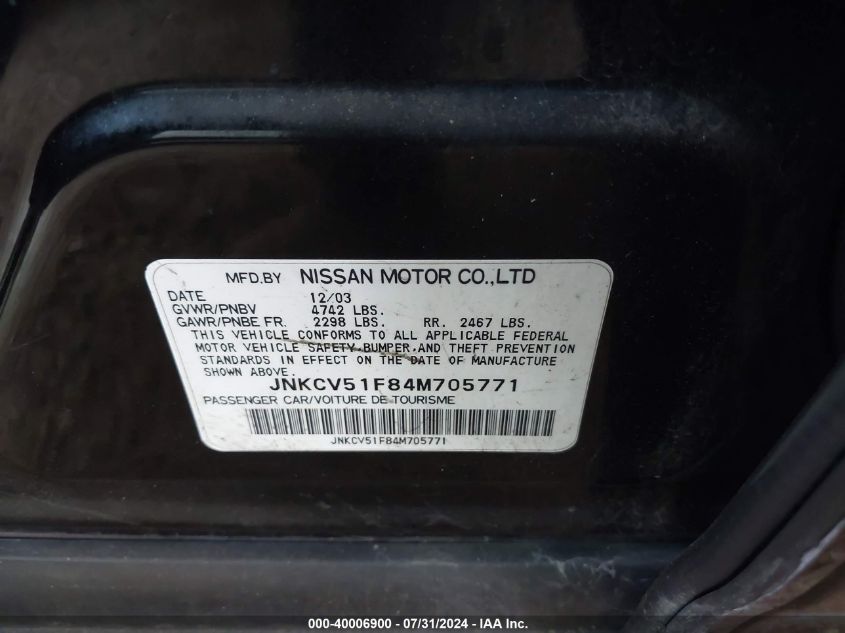 MFD.BY NISSAN MOTOR CO.,LTD
DATE 12/03
GVWR/PNBV 4742 LBS.
GAWR/PNBE FR. 2298 LBS. RR. 2467 LBS.
THIS VEHICLE CONFORMS TO ALL APPLICABLE FEDERAL
MOTOR VEHICLE SAFETY,BUMPER,AND THEFT PREVENTION
STANDARDS IN EFFECT ON THE DATE OF MANUFACTURE
SHOWN ABOVE.
JNKCV51F84M705771
PASSENGER CAR/VOITURE DE TOURISME
JNKCV51F84M705771
000-40006900 - 07/31/2024 - IAA Inc.